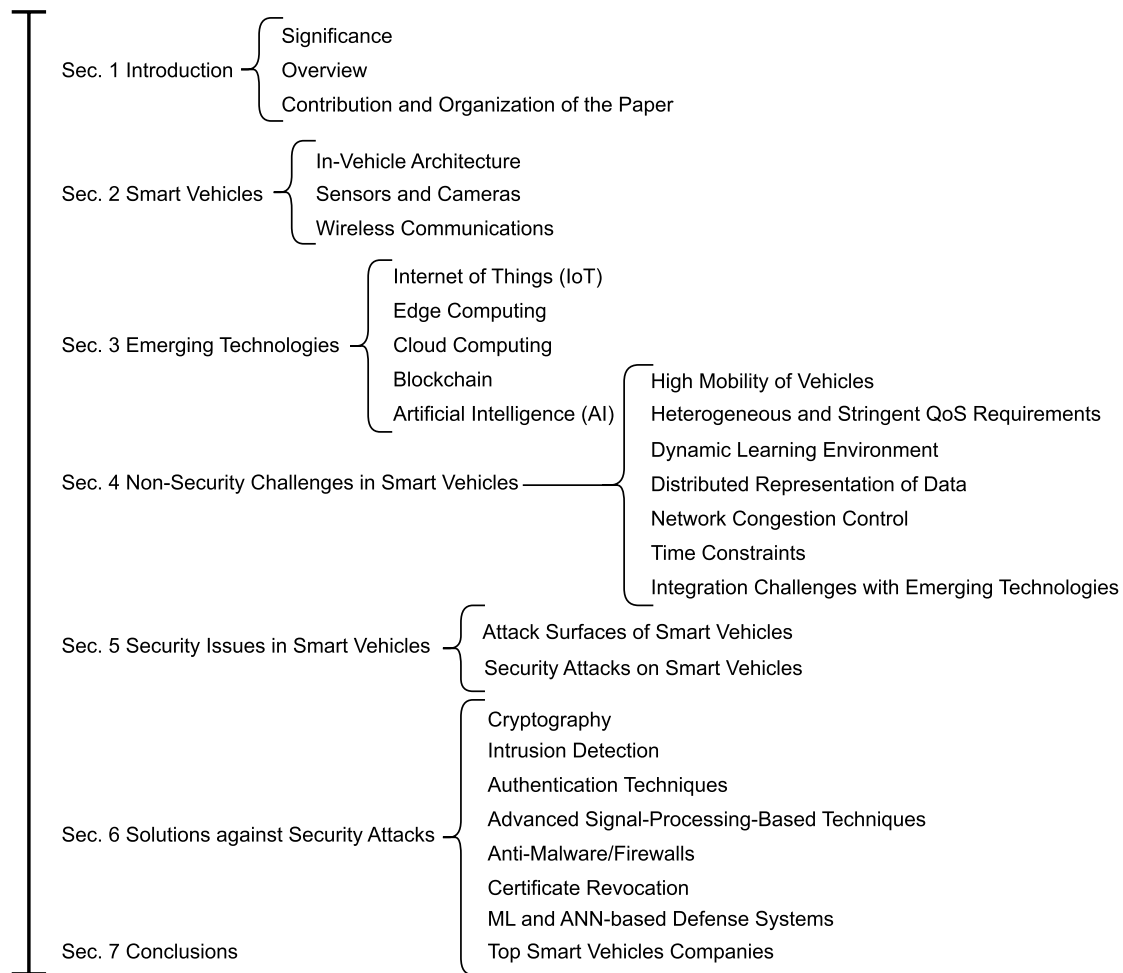 Sec. 1 Introduction
Significance
Overview
Contribution and Organization of the Paper
Sec. 2 Smart Vehicles
In-Vehicle Architecture
Sensors and Cameras
Wireless Communications
Sec. 3 Emerging Technologies
Internet of Things (IoT)
Edge Computing
Cloud Computing
Blockchain
Artificial Intelligence (AI)
Sec. 4 Non-Security Challenges in Smart Vehicles
High Mobility of Vehicles
Heterogeneous and Stringent QoS Requirements
Dynamic Learning Environment
Distributed Representation of Data
Network Congestion Control
Time Constraints
Integration Challenges with Emerging Technologies
Sec. 5 Security Issues in Smart Vehicles
Attack Surfaces of Smart Vehicles
Security Attacks on Smart Vehicles
Sec. 6 Solutions against Security Attacks
Cryptography
Intrusion Detection
Authentication Techniques
Advanced Signal-Processing-Based Techniques
Anti-Malware/Firewalls
Certificate Revocation
ML and ANN-based Defense Systems
Top Smart Vehicles Companies
Sec. 7 Conclusions